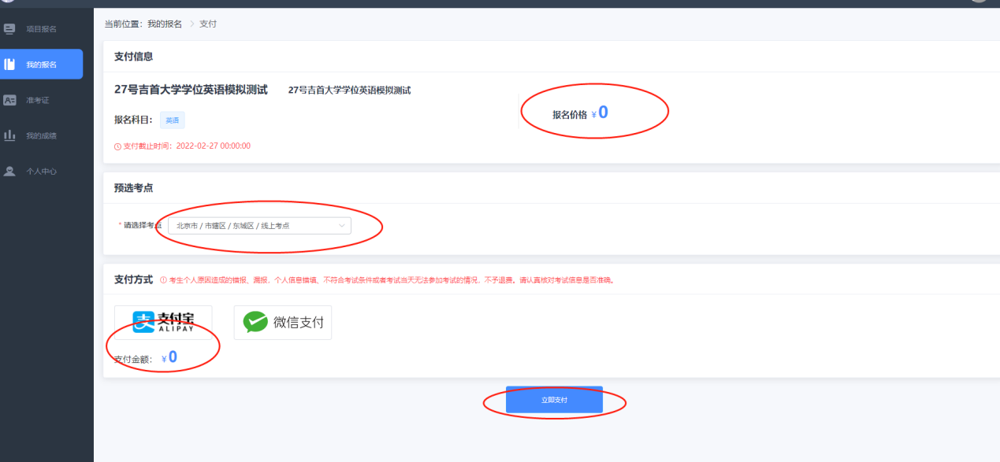 当前位置：我的报名 > 支付
项目报名
我的报名
准考证
我的成绩
个人中心
支付信息
27号吉首大学学位英语模拟测试 27号吉首大学学位英语模拟测试
报名价格 ¥0
报名科目： 英语
支付截止时间：2022-02-27 00:00:00
预选考点
*请选择考点 北京市 / 市辖区 / 东城区 / 线上考点
支付方式 考生个人原因造成的错报、漏报，个人信息错填、不符合考试条件或者考试当天无法参加考试的情况，不予退费。请认真核对考试信息是否准确。
支付宝
ALIPAY
微信支付
支付金额： ¥0
立即支付